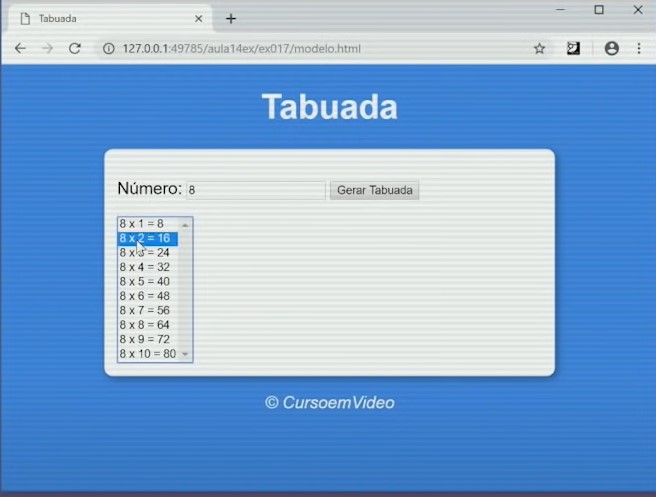 Tabuada
127.0.0.1:49785/aula14ex/ex017/modelo.html
Tabuada
Número: 8 Gerar Tabuada
8 x 1 = 8
8 x 2 = 16
8 x 3 = 24
8 x 4 = 32
8 x 5 = 40
8 x 6 = 48
8 x 7 = 56
8 x 8 = 64
8 x 9 = 72
8 x 10 = 80
© CursoemVideo